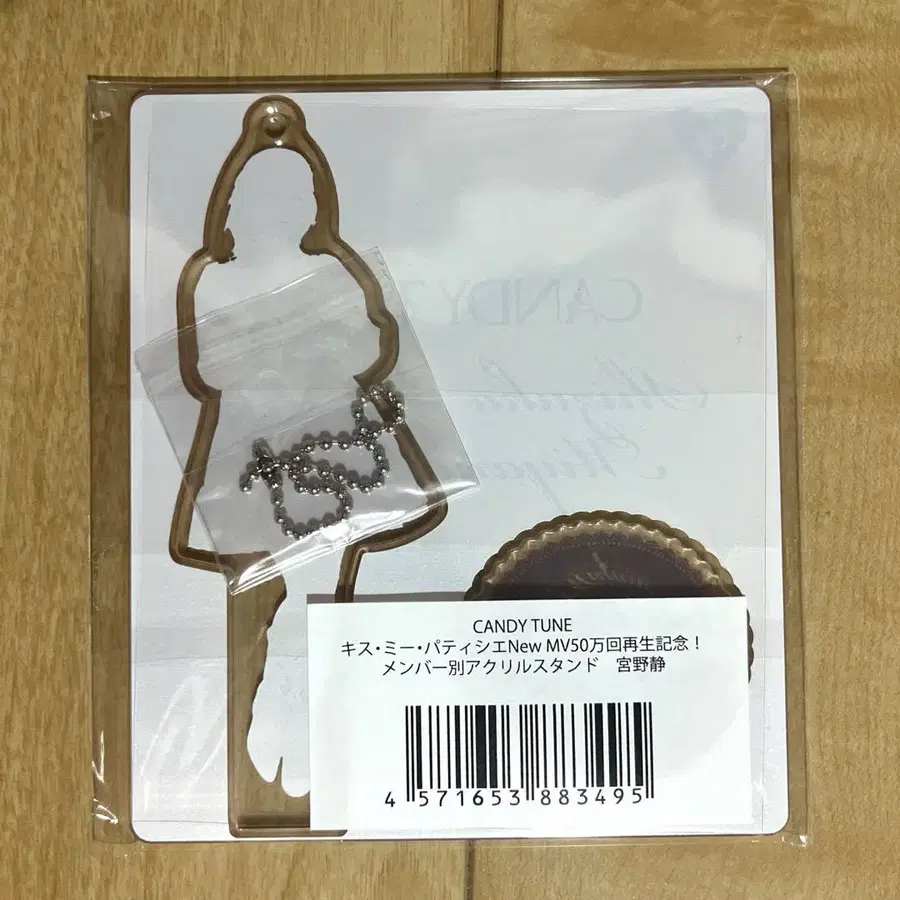 CANDY
CANDY TUNE
キス・ミー・パティシエNew MV50万回再生記念！
メンバー別アクリルスタンド　宮野静
4 571653 883495